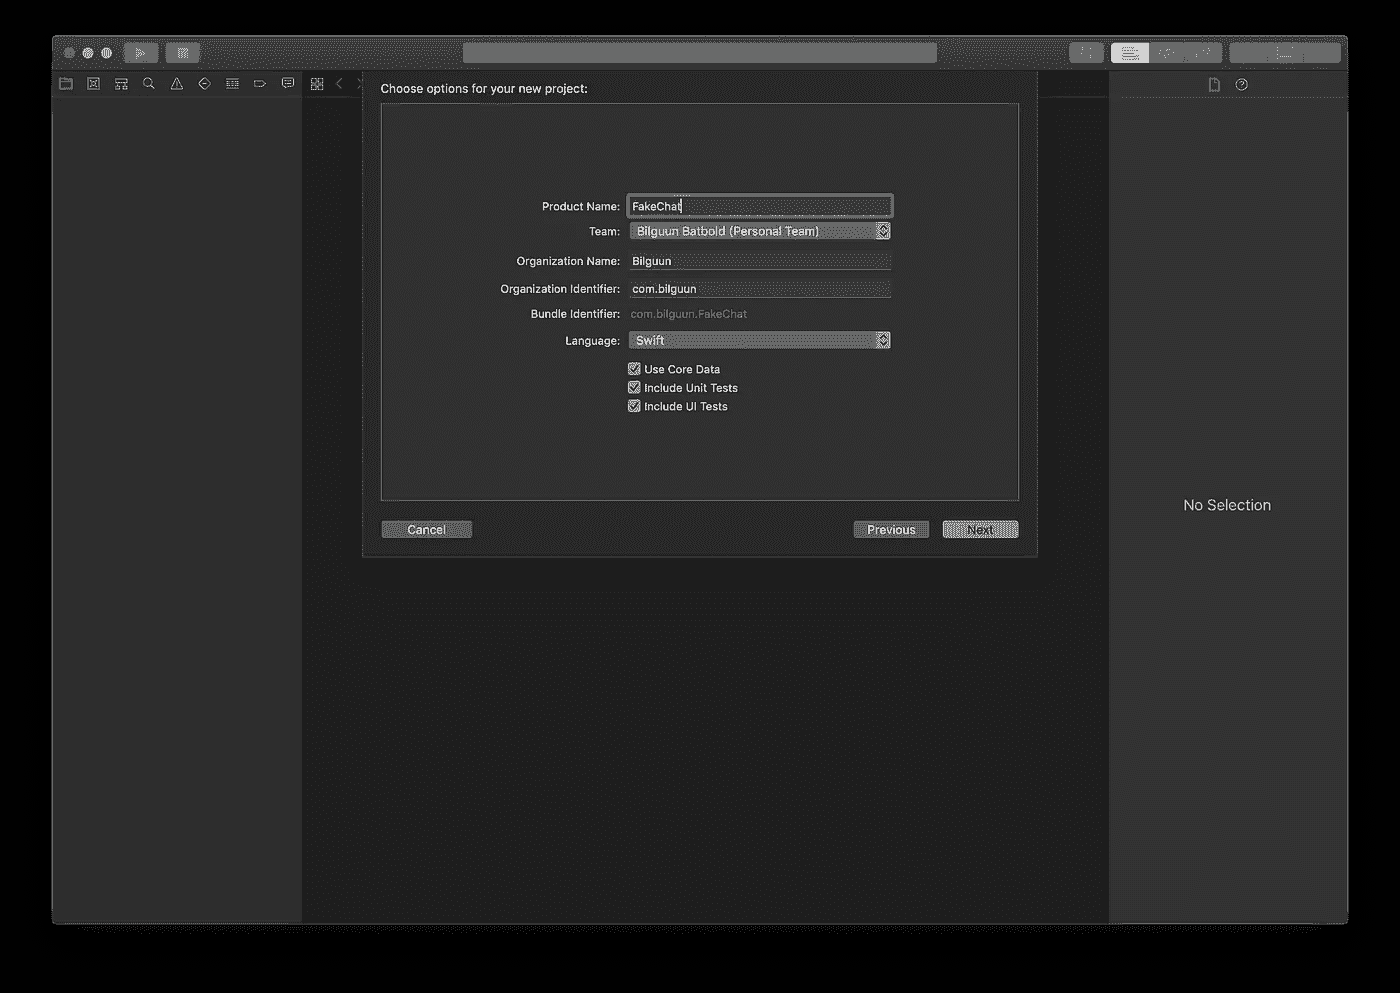 Choose options for your new project:
Product Name: FakeChat
Team: Bilguun Batbold (Personal Team)
Organization Name: Bilguun
Organization Identifier: com.bilguun
Bundle Identifier: com.bilguun.FakeChat
Language: Swift
Use Core Data
Include Unit Tests
Include UI Tests
Cancel Previous Next
No Selection